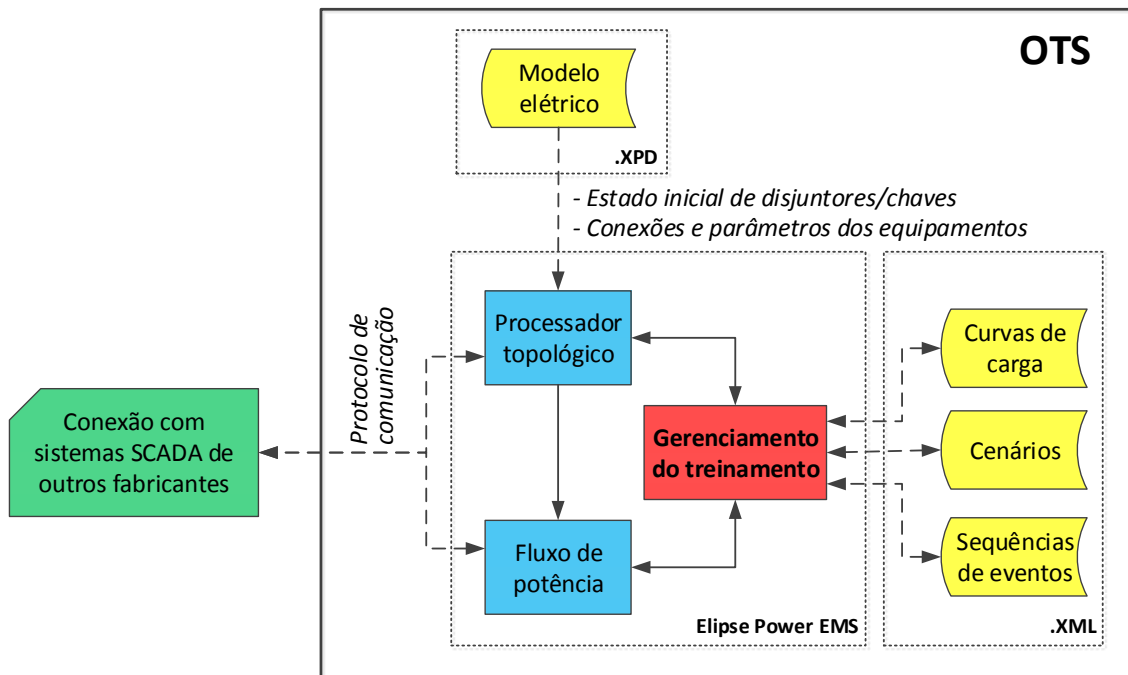 OTS
Modelo
elétrico
.XPD
- Estado inicial de disjuntores/chaves
- Conexões e parâmetros dos equipamentos
Protocolo de
comunicação
Processador
topológico
Curvas de
carga
Conexão com
sistemas SCADA de
outros fabricantes
Gerenciamento
do treinamento
Cenários
Fluxo de
potência
Sequências
de eventos
Elipse Power EMS
.XML